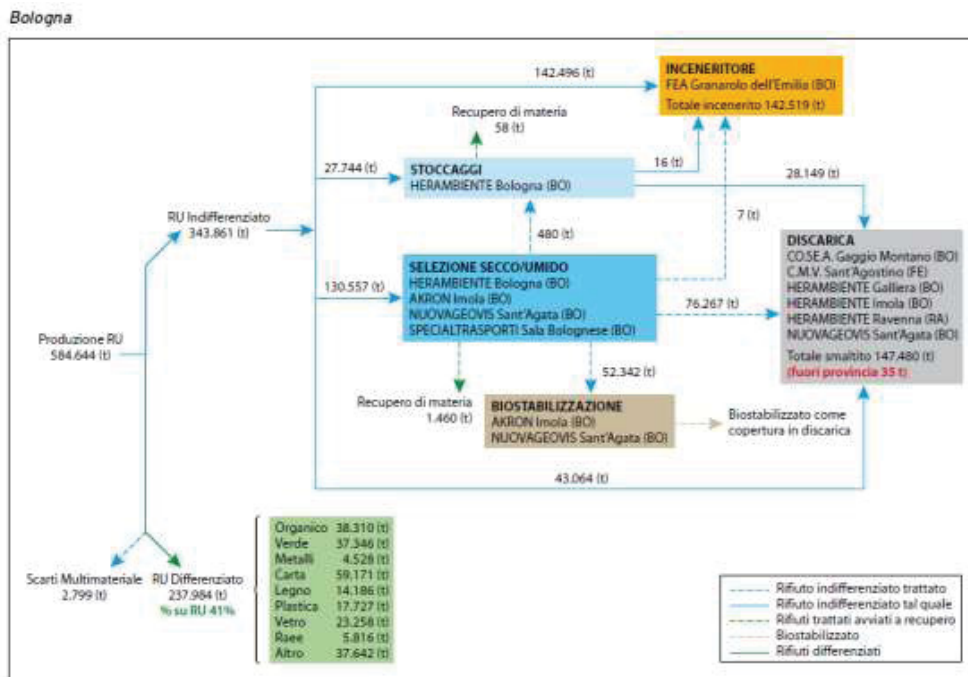 Bologna
142.496 (t)
INCENERITORE
FEA Granarolo dell'Emilia (BO)
Totale incenerito 142.519 (t)
Recupero di materia
58 (t)
27.744 (t)
STOCCAGGI
HERAMBIENTE Bologna (BO)
16 (t)
28.149 (t)
RU Indifferenziato
343.861 (t)
480 (t)
7 (t)
DISCARICA
CO.SE.A. Gaggio Montano (BO)
C.M.V. Sant'Agostino (FE)
HERAMBIENTE Galliera (BO)
HERAMBIENTE Imola (BO)
HERAMBIENTE Ravenna (RA)
NUOVAGEOVIS Sant'Agata (BO)
Totale smaltito 147.480 (t)
(fuori provincia 35 t)
130.557 (t)
SELEZIONE SECCO/UMIDO
HERAMBIENTE Bologna (BO)
AKRON Imola (BO)
NUOVAGEOVIS Sant'Agata (BO)
SPECIALTRASPORTI Sala Bolognese (BO)
76.267 (t)
Produzione RU
584.644 (t)
52.342 (t)
Recupero di materia
1.460 (t)
BIOSTABILIZZAZIONE
AKRON Imola (BO)
NUOVAGEOVIS Sant'Agata (BO)
Biostabilizzato come
copertura in discarica
43.064 (t)
Scarti Multimateriale
2.799 (t)
RU Differenziato
237.984 (t)
% su RU 41%
Organico 38.310 (t)
Verde 37.346 (t)
Metalli 4.528 (t)
Carta 59.171 (t)
Legno 14.186 (t)
Plastica 17.727 (t)
Vetro 23.258 (t)
Raee 5.816 (t)
Altro 37.642 (t)
Rifiuto indifferenziato trattato
Rifiuto indifferenziato tal quale
Rifiuti trattati avviati a recupero
Biostabilizzato
Rifiuti differenziati